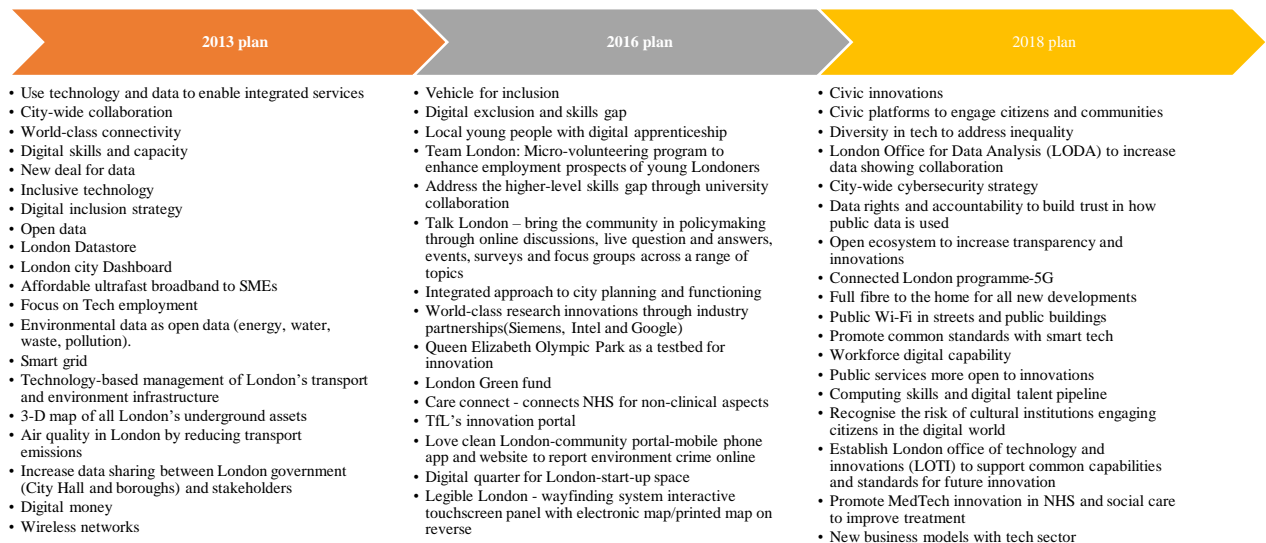 2013 plan
• Use technology and data to enable integrated services
• City-wide collaboration
• World-class connectivity
• Digital skills and capacity
• New deal for data
• Inclusive technology
• Digital inclusion strategy
• Open data
• London Datastore
• London city Dashboard
• Affordable ultrafast broadband to SMEs
• Focus on Tech employment
• Environmental data as open data (energy, water,
waste, pollution).
• Smart grid
• Technology-based management of London's transport
and environment infrastructure
• 3-D map of all London's underground assets
• Air quality in London by reducing transport
emissions
• Increase data sharing between London government
(City Hall and boroughs) and stakeholders
• Digital money
• Wireless networks
2016 plan
• Vehicle for inclusion
• Digital exclusion and skills gap
• Local young people with digital apprenticeship
• Team London: Micro-volunteering program to
enhance employment prospects of young Londoners
• Address the higher-level skills gap through university
collaboration
• Talk London – bring the community in policymaking
through online discussions, live question and answers,
events, surveys and focus groups across a range of
topics
• Integrated approach to city planning and functioning
• World-class research innovations through industry
partnerships(Siemens, Intel and Google)
• Queen Elizabeth Olympic Park as a testbed for
innovation
• London Green fund
• Care connect - connects NHS for non-clinical aspects
• TfL's innovation portal
• Love clean London-community portal-mobile phone
app and website to report environment crime online
• Digital quarter for London-start-up space
• Legible London - wayfinding system interactive
touchscreen panel with electronic map/printed map on
reverse
2018 plan
• Civic innovations
• Civic platforms to engage citizens and communities
• Diversity in tech to address inequality
• London Office for Data Analysis (LODA) to increase
data showing collaboration
• City-wide cybersecurity strategy
• Data rights and accountability to build trust in how
public data is used
• Open ecosystem to increase transparency and
innovations
• Connected London programme-5G
• Full fibre to the home for all new developments
• Public Wi-Fi in streets and public buildings
• Promote common standards with smart tech
• Workforce digital capability
• Public services more open to innovations
• Computing skills and digital talent pipeline
• Recognise the risk of cultural institutions engaging
citizens in the digital world
• Establish London office of technology and
innovations (LOTI) to support common capabilities
and standards for future innovation
• Promote MedTech innovation in NHS and social care
to improve treatment
• New business models with tech sector